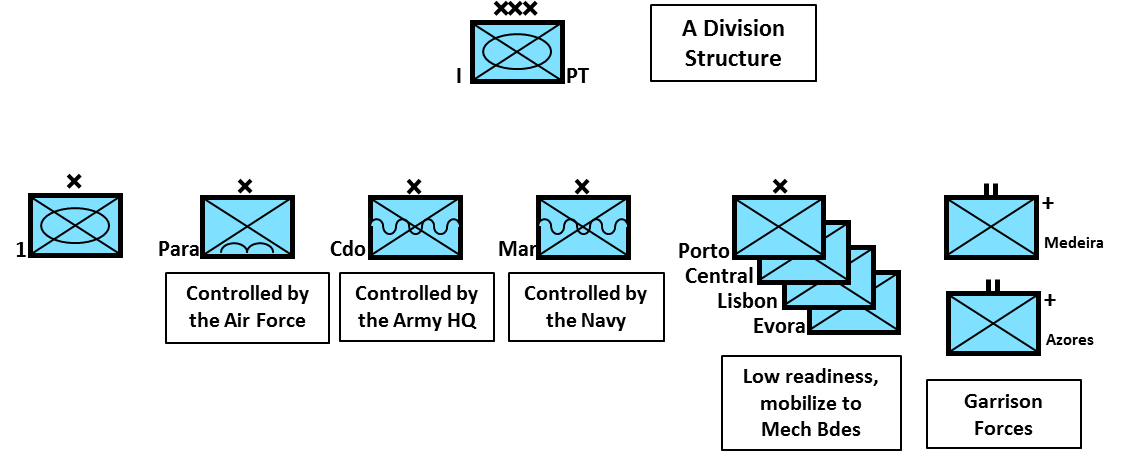 A Division
Structure
I
PT
1
Para
Cdo
Mar
Porto
Central
Lisbon
Evora
+
Medeira
+
Azores
Controlled by
the Air Force
Controlled by
the Army HQ
Controlled by
the Navy
Low readiness,
mobilize to
Mech Bdes
Garrison
Forces